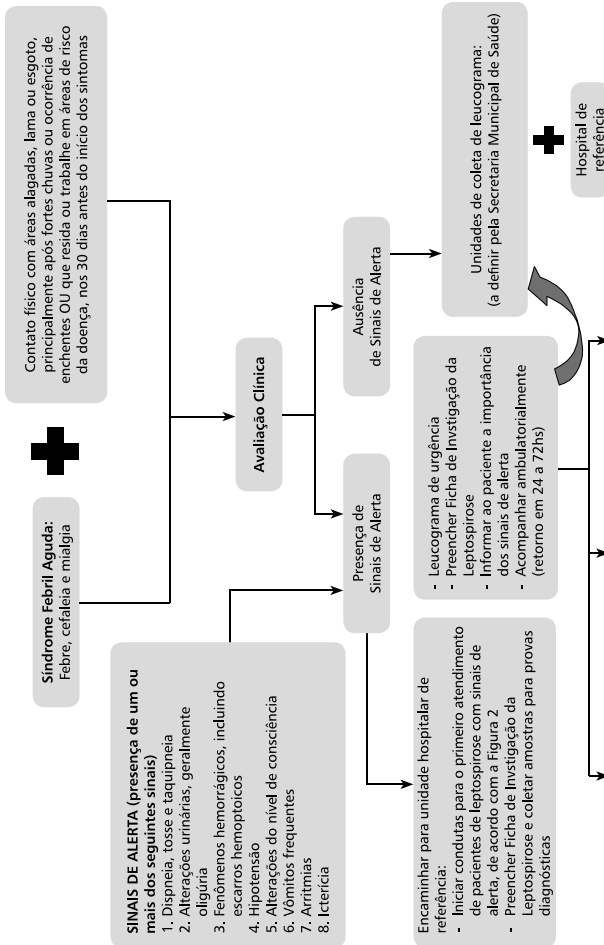 Síndrome Febril Aguda:
Febre, cefaleia e mialgia
Contato físico com áreas alagadas, lama ou esgoto,
principalmente após fortes chuvas ou ocorrência de
enchentes OU que resida ou trabalhe em áreas de risco
da doença, nos 30 dias antes do início dos sintomas
Avaliação Clínica
SINAIS DE ALERTA (presença de um ou
mais dos seguintes sinais)
1. Dispneia, tosse e taquipneia
2. Alterações urinárias, geralmente
oligúria
3. Fenômenos hemorrágicos, incluindo
escarros hemoptoicos
4. Hipotensão
5. Alterações do nível de consciência
6. Vômitos frequentes
7. Arritmias
8. Icterícia
Presença de
Sinais de Alerta
Ausência
de Sinais de Alerta
Encaminhar para unidade hospitalar de
referência:
- Iniciar condutas para o primeiro atendimento
de pacientes de leptospirose com sinais de
alerta, de acordo com a Figura 2
- Preencher Ficha de Invstigação da
Leptospirose e coletar amostras para provas
diagnósticas
- Leucograma de urgência
- Preencher Ficha de Invstigação da
Leptospirose
- Informar ao paciente a importância
dos sinais de alerta
- Acompanhar ambulatorialmente
(retorno em 24 a 72hs)
Unidades de coleta de leucograma:
(a definir pela Secretaria Municipal de Saúde)
Hospital de
referência